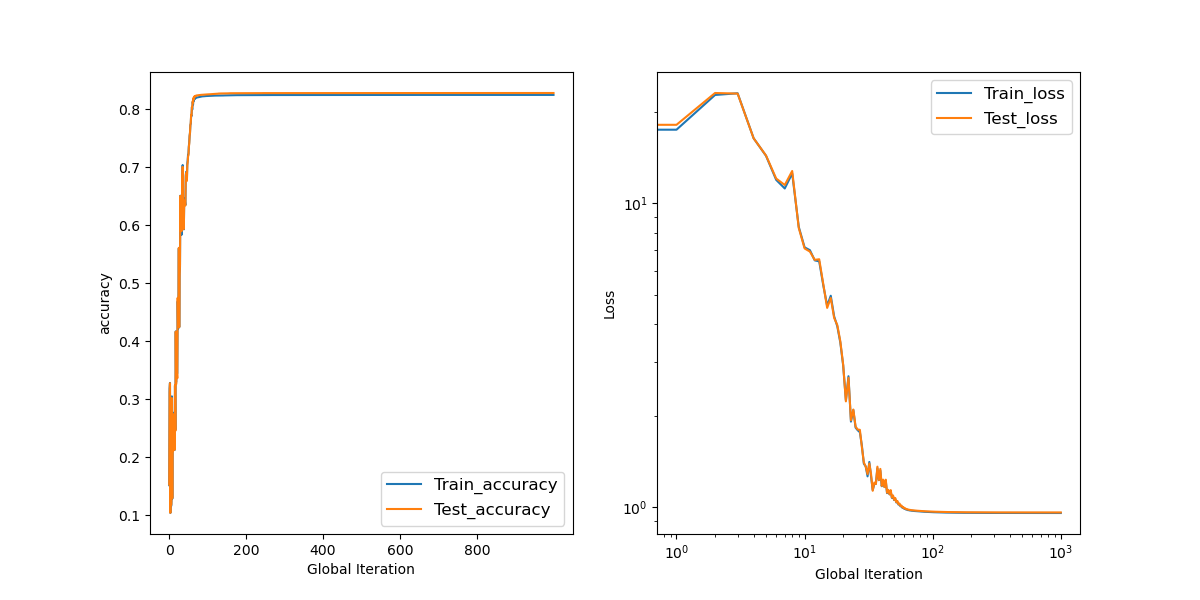 accuracy
0.8
0.7
0.6
0.5
0.4
0.3
0.2
0.1
Train_accuracy
Test_accuracy
0 200 400 600 800
Global Iteration
Loss
10¹
10⁰
Train_loss
Test_loss
10⁰ 10¹ 10² 10³
Global Iteration